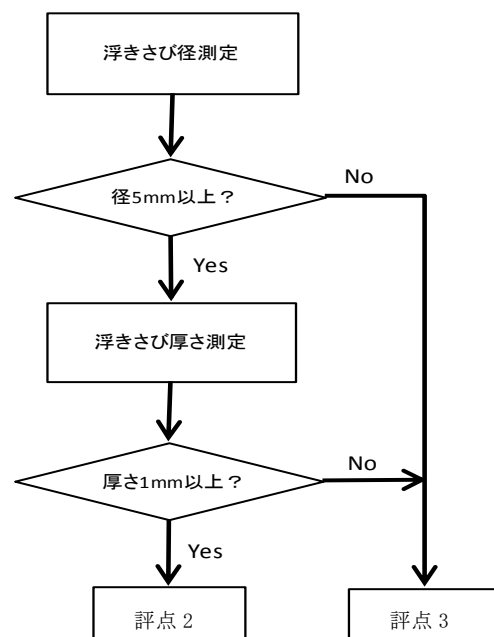 浮きさび径測定
径5mm以上？
No
Yes
浮きさび厚さ測定
厚さ1mm以上？
No
Yes
評点 2
評点 3